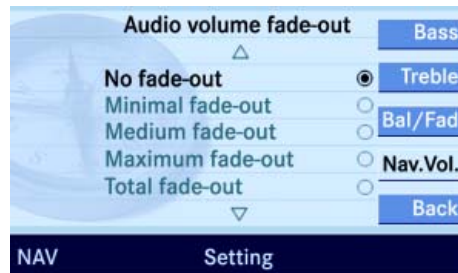 Audio volume fade-out
Bass
No fade-out
Treble
Minimal fade-out
Medium fade-out
Bal/Fad
Maximum fade-out
Nav.Vol.
Total fade-out
Back
NAV
Setting